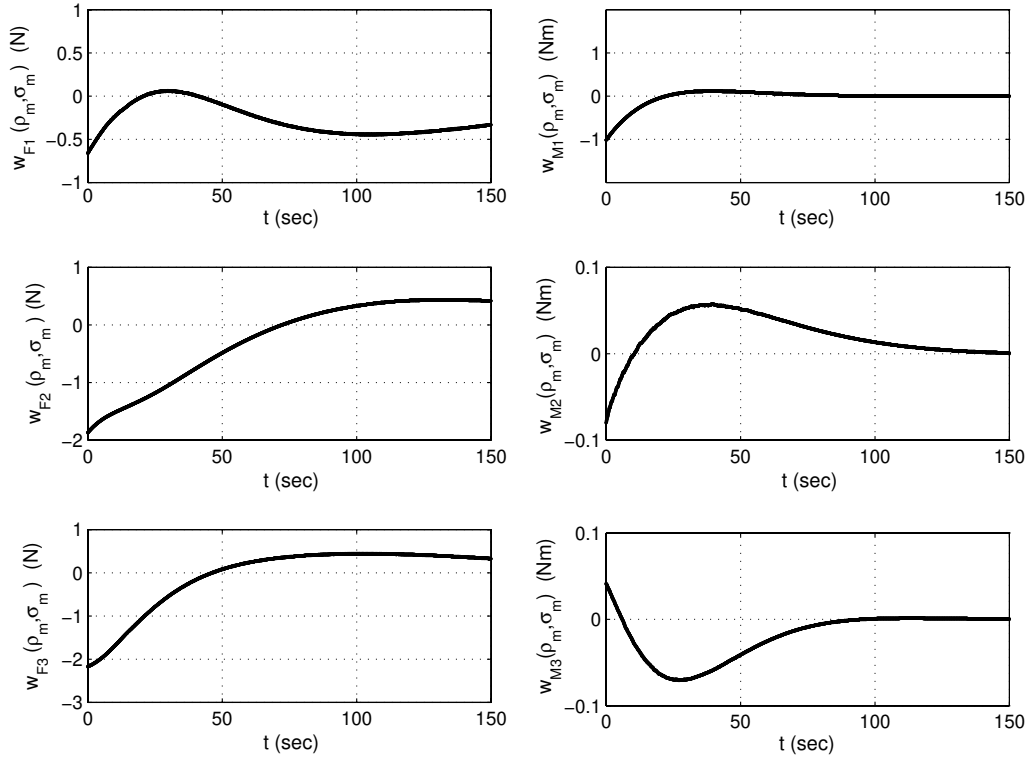 w_F1 (ρ_m,σ_m) (N)
1
0.5
0
−0.5
−1
0 50 100 150
t (sec)
w_M1(ρ_m,σ_m) (Nm)
1
0
−1
0 50 100 150
t (sec)
w_F2 (ρ_m,σ_m) (N)
1
0
−1
−2
0 50 100 150
t (sec)
w_M2(ρ_m,σ_m) (Nm)
0.1
0
−0.1
0 50 100 150
t (sec)
w_F3 (ρ_m,σ_m) (N)
1
0
−1
−2
−3
0 50 100 150
t (sec)
w_M3(ρ_m,σ_m) (Nm)
0.1
0
−0.1
0 50 100 150
t (sec)